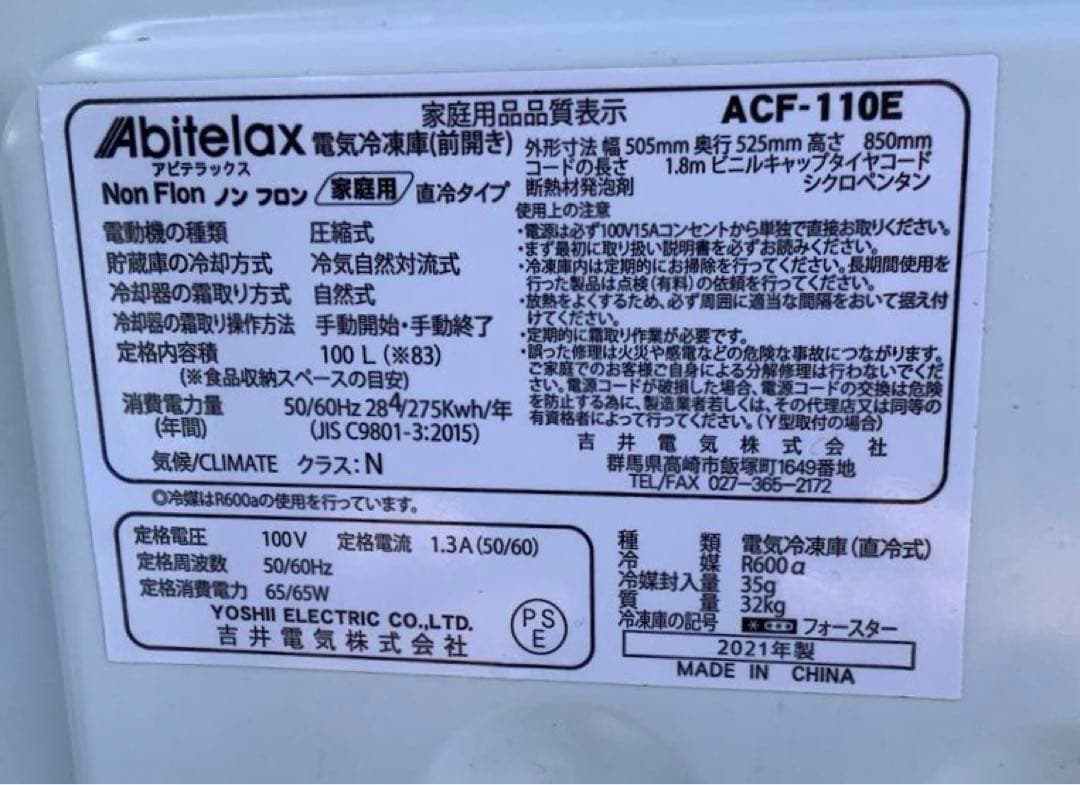 家庭用品品質表示
ACF-110E
Abitelax 電気冷凍庫(前開き)
アビテラックス
Non Flon ノンフロン 家庭用 直冷タイプ
電動機の種類 圧縮式
貯蔵庫の冷却方式 冷気自然対流式
冷却器の霜取り方式 自然式
冷却器の霜取り操作方法 手動開始・手動終了
定格内容積 100 L (※83)
(※食品収納スペースの目安)
消費電力量 50/60Hz 284/275Kwh/年
(年間) (JIS C9801-3:2015)
気候/CLIMATE クラス:N
外形寸法 幅 505mm 奥行 525mm 高さ 850mm
コードの長さ 1.8m ビニルキャップタイヤコード
断熱材発泡剤 シクロペンタン
使用上の注意
・電源は必ず100V15Aコンセントから単独で直接お取りください。
・まず最初に取り扱い説明書を必ずお読みください。
・冷凍庫内は定期的にお掃除を行ってください。長期間使用を
行った製品は点検(有料)の依頼を行ってください。
・放熱をよくするため、必ず周囲に適当な間隔をおいて据え付
けてください。
・定期的に霜取り作業が必要です。
・誤った修理は火災や感電などの危険な事故につながります。
ご家庭でのお客様ご自身による分解修理は行わないでくだ
さい。電源コードが破損した場合、電源コードの交換は危険
を防止する為に、製造業者若しくは、その代理店又は同等の
有資格者によって行ってください。(Y型取付の場合)
吉井電気株式会社
群馬県高崎市飯塚町1649番地
TEL/FAX 027-365-2172
◎冷媒はR600aの使用を行っています。
定格電圧 100V 定格電流 1.3A(50/60)
定格周波数 50/60Hz
定格消費電力 65/65W
YOSHII ELECTRIC CO.,LTD.
吉井電気株式会社
PS
E
種類 電気冷凍庫(直冷式)
冷媒 R600a
冷媒封入量 35g
質量 32kg
冷凍庫の記号 フォースター
2021年製
MADE IN CHINA